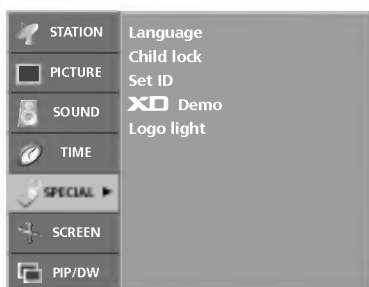 STATION
PICTURE
SOUND
TIME
SPECIAL
SCREEN
PIP/DW
Language
Child lock
Set ID
XD Demo
Logo light